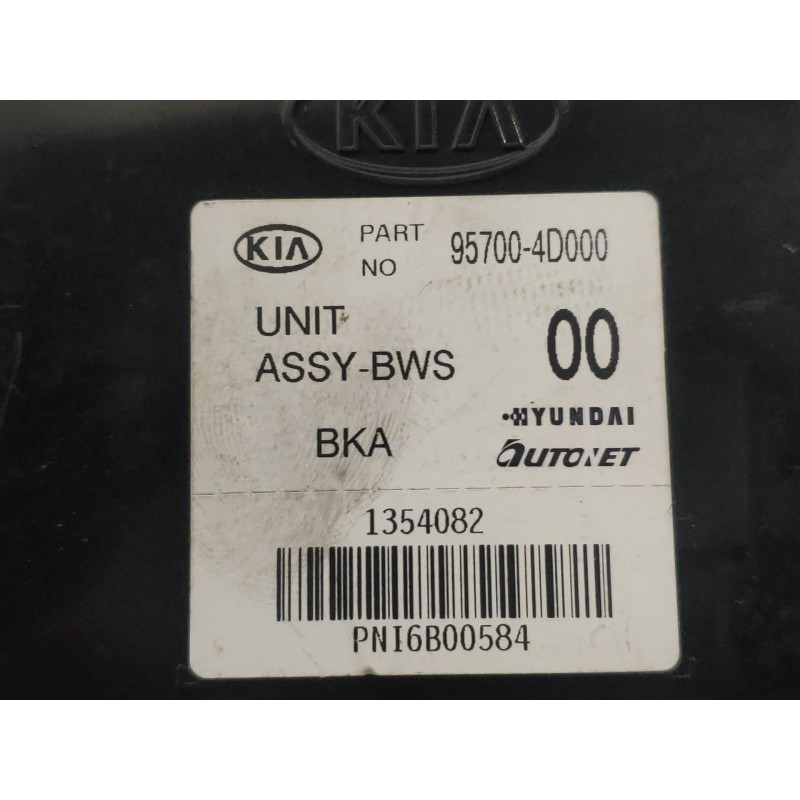 KIA
KIA PART NO 95700-4D000
UNIT
ASSY-BWS 00
HYUNDAI
BKA AUTONET
1354082
PNI6B00584